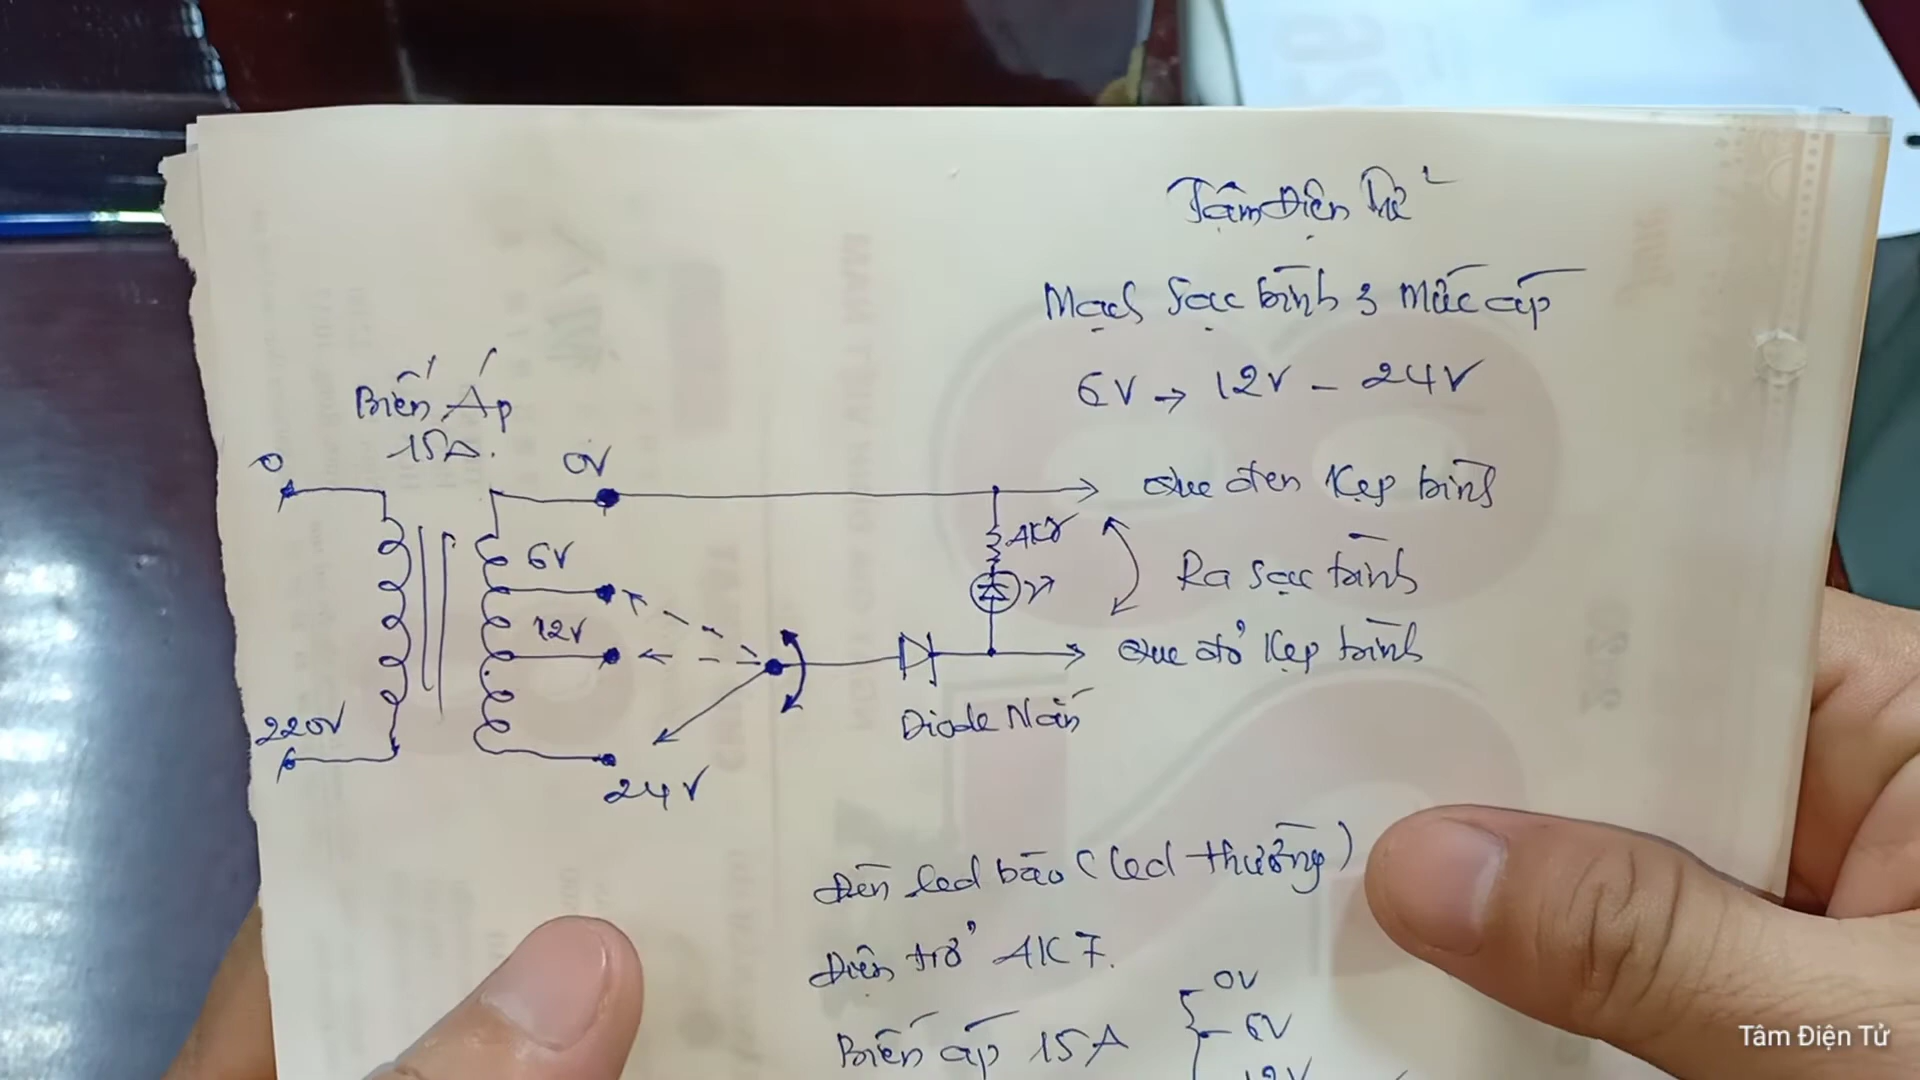 Tâm Điện Tử
Mạch sạc bình 3 mức áp
6V → 12V - 24V
Biến Áp
15A.
0
0V
Que đen kẹp bình
6V
4K7
Ra sạc bình
12V
Que đỏ kẹp bình
220V
Diode Nắn
24V
Đèn led báo (led thường)
Điện trở 4K7.
0V
Biến áp 15A
6V
12V
Tâm Điện Tử